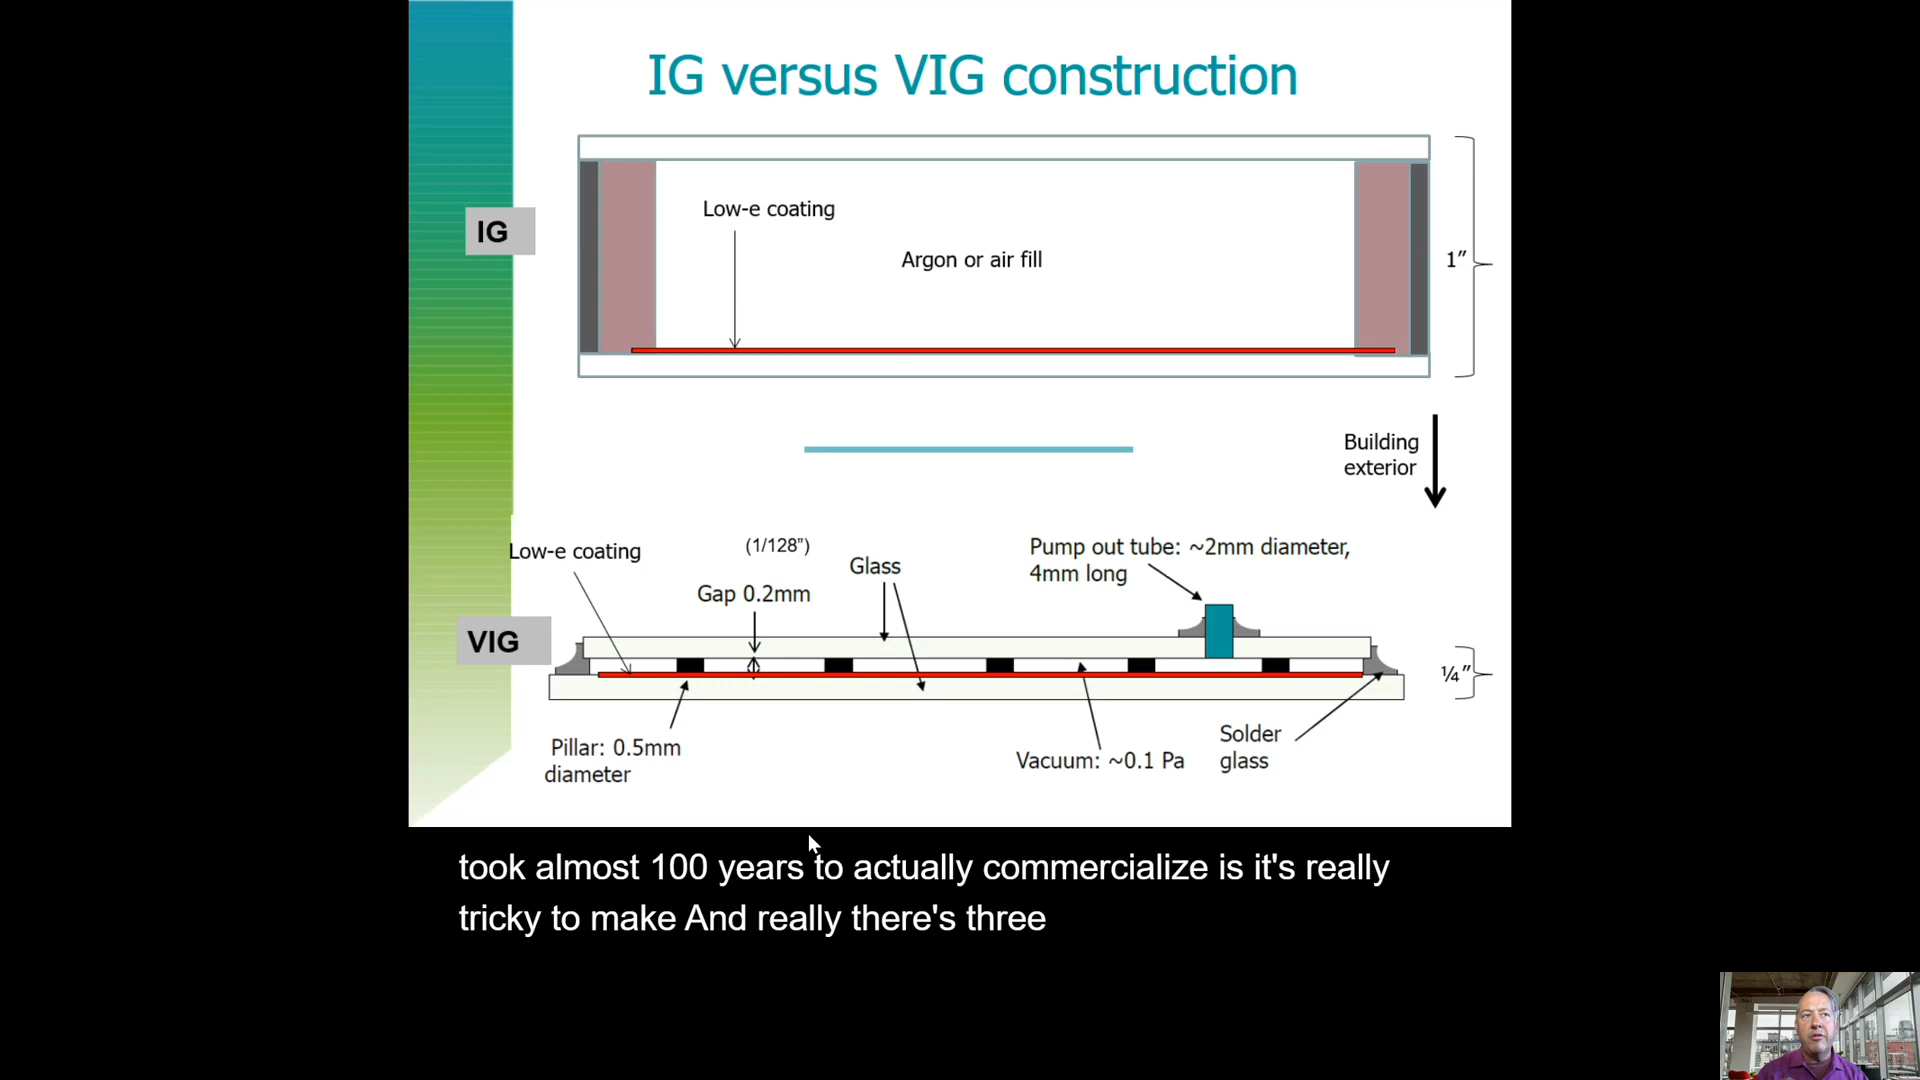 IG versus VIG construction
IG
Low-e coating
Argon or air fill
1”
Building
exterior
Low-e coating
(1/128”)
Gap 0.2mm
Glass
Pump out tube: ~2mm diameter,
4mm long
VIG
¼”
Pillar: 0.5mm
diameter
Vacuum: ~0.1 Pa
Solder
glass
took almost 100 years to actually commercialize is it's really
tricky to make And really there's three